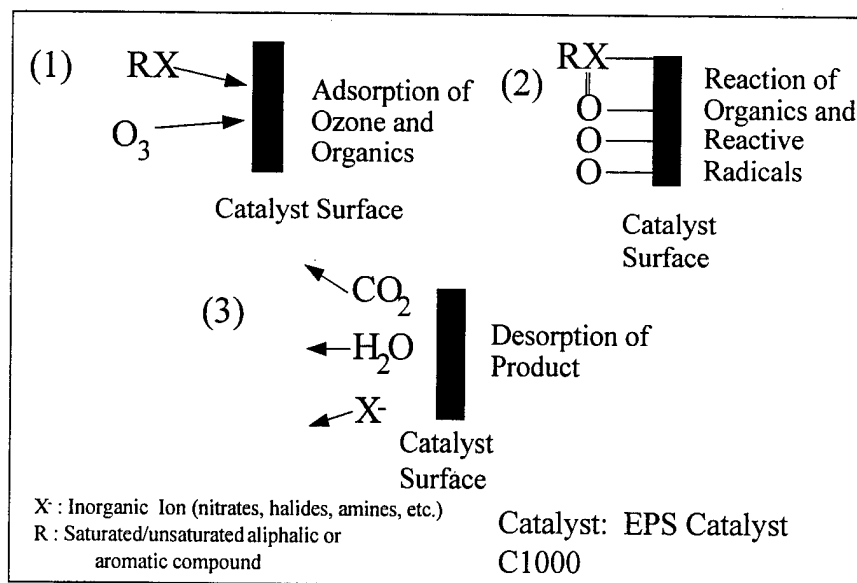 (1)
RX
O3
Adsorption of
Ozone and
Organics
Catalyst Surface
(2)
RX
O
O
O
Reaction of
Organics and
Reactive
Radicals
Catalyst
Surface
(3)
CO2
H2O
X-
Desorption of
Product
Catalyst
Surface
X- : Inorganic Ion (nitrates, halides, amines, etc.)
R : Saturated/unsaturated aliphalic or
aromatic compound
Catalyst: EPS Catalyst
C1000